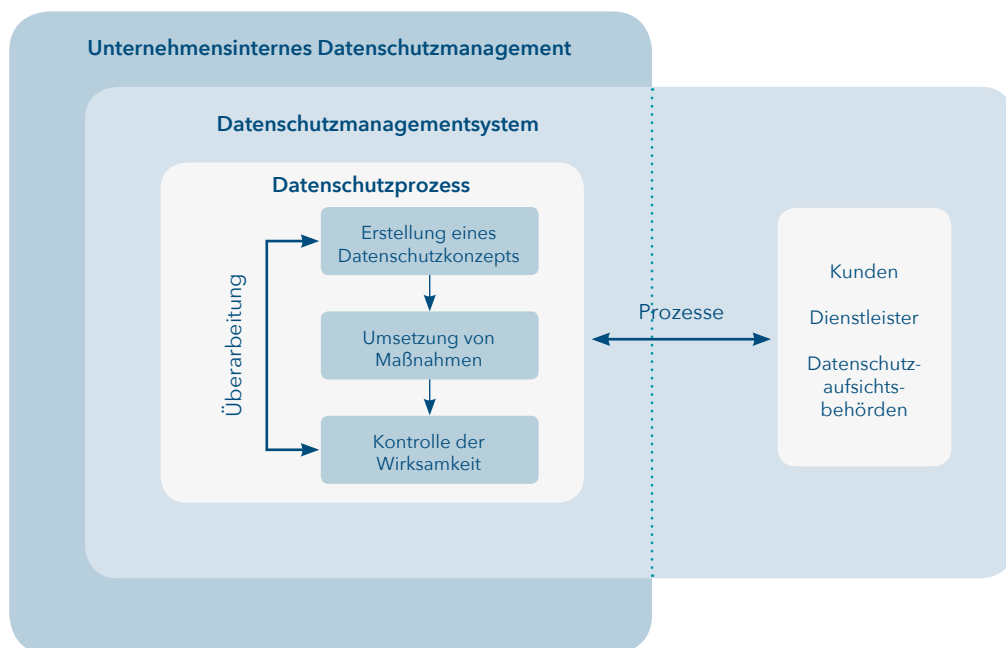 Unternehmensinternes Datenschutzmanagement
Datenschutzmanagementsystem
Datenschutzprozess
Erstellung eines
Datenschutzkonzepts
Umsetzung von
Maßnahmen
Kontrolle der
Wirksamkeit
Überarbeitung
Prozesse
Kunden
Dienstleister
Datenschutz-
aufsichts-
behörden